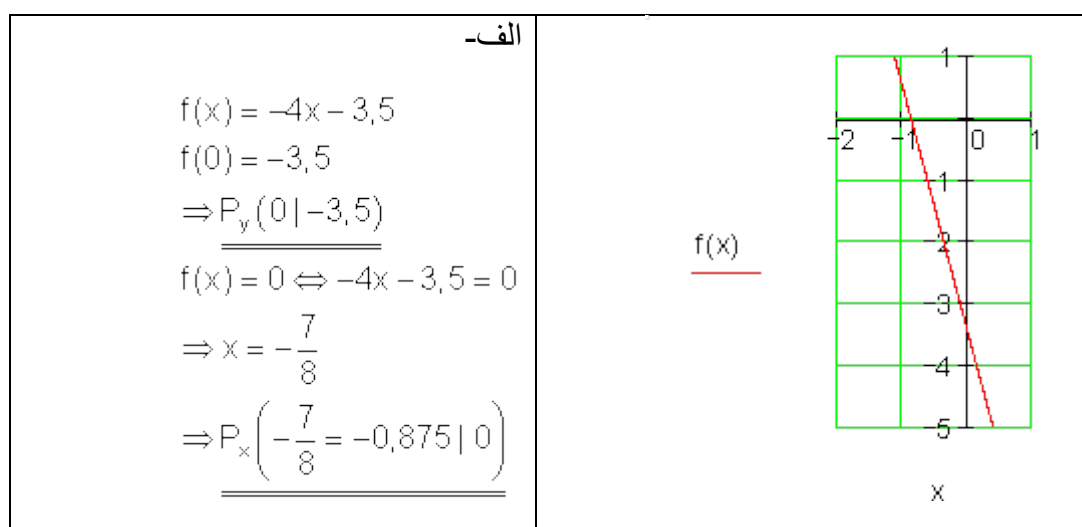 الف-
f(x) = −4x − 3,5
f(0) = −3,5
⇒ P_y (0 | −3,5)
f(x) = 0 ⇔ −4x − 3,5 = 0
⇒ x = −7/8
⇒ P_x (−7/8 = −0,875 | 0)
f(x)
1
−2 −1 0 1
−1
−2
−3
−4
−5
x